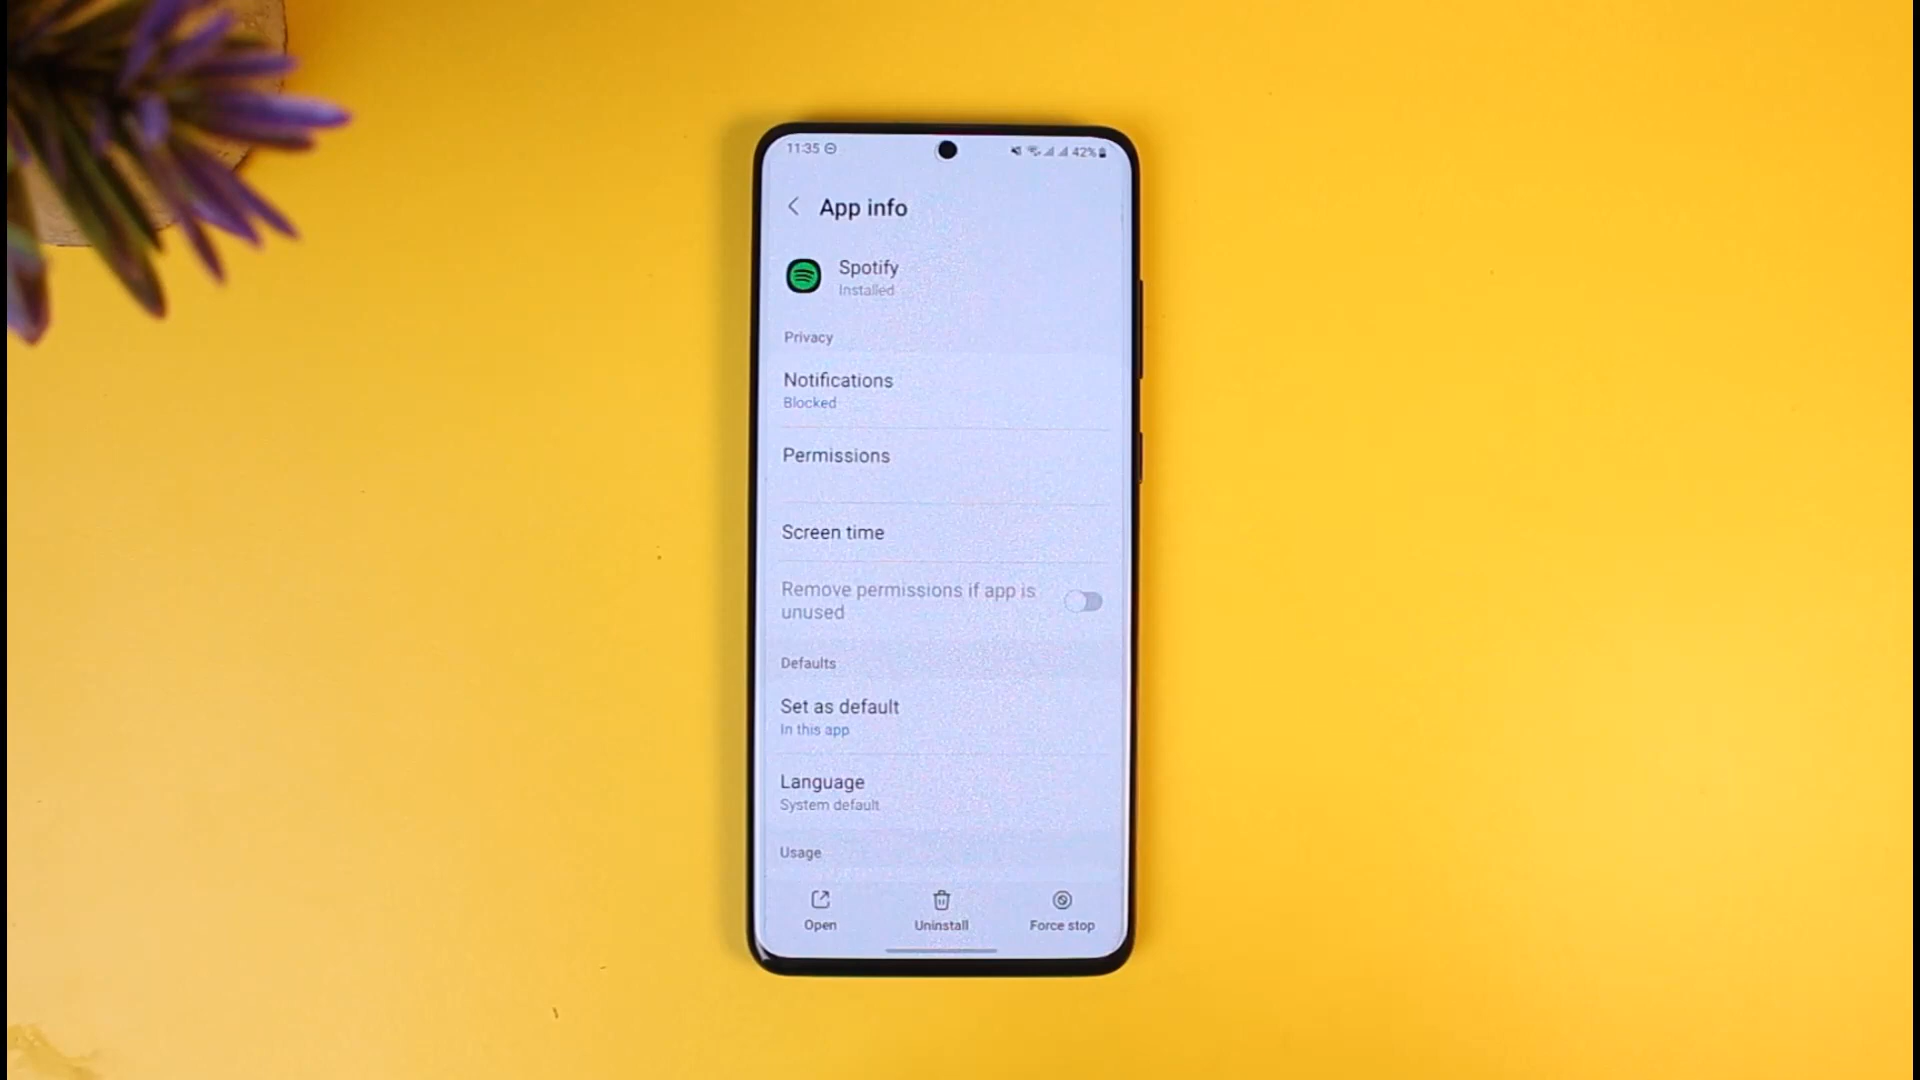 11:35
42%
App info
Spotify
Installed
Privacy
Notifications
Blocked
Permissions
Screen time
Remove permissions if app is
unused
Defaults
Set as default
In this app
Language
System default
Usage
Open
Uninstall
Force stop